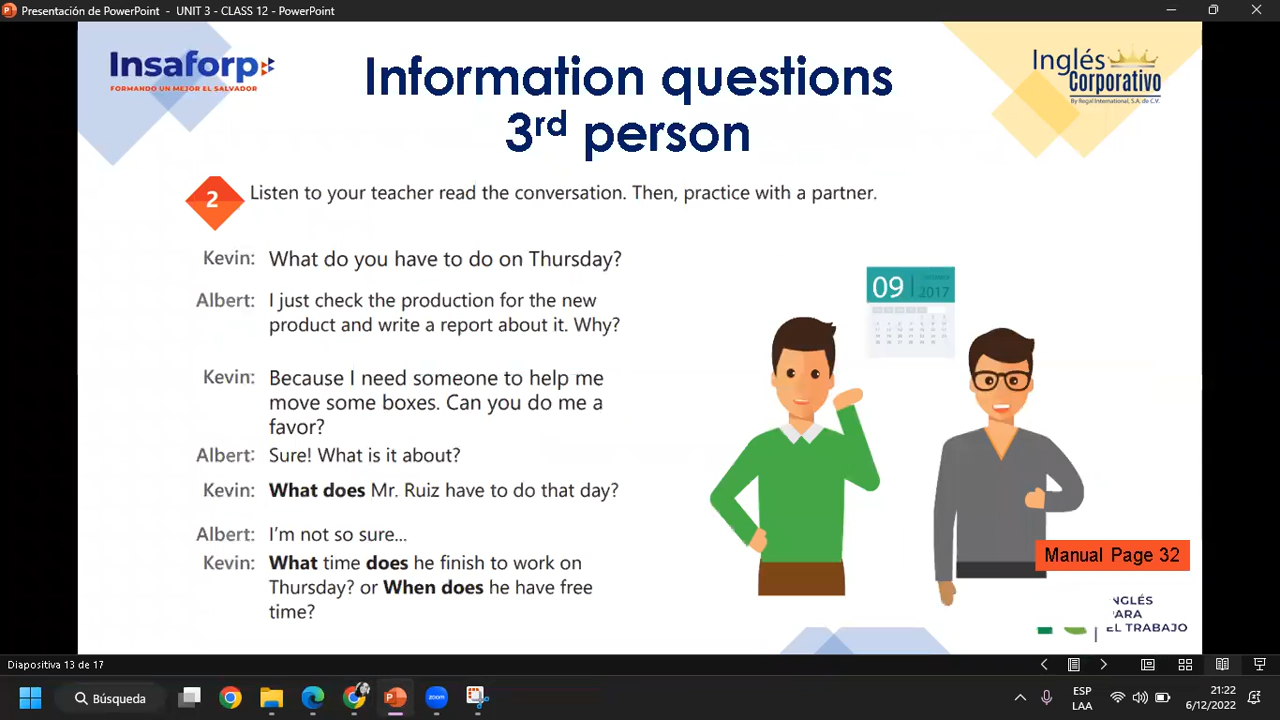 Presentación de PowerPoint - UNIT 3 - CLASS 12 - PowerPoint
Insaforp
FORMANDO UN MEJOR EL SALVADOR
Inglés
Corporativo
By Regal International, S.A. de C.V.
Information questions
3rd person
2
Listen to your teacher read the conversation. Then, practice with a partner.
Kevin: What do you have to do on Thursday?
Albert: I just check the production for the new
product and write a report about it. Why?
Kevin: Because I need someone to help me
move some boxes. Can you do me a
favor?
Albert: Sure! What is it about?
Kevin: What does Mr. Ruiz have to do that day?
Albert: I'm not so sure...
Kevin: What time does he finish to work on
Thursday? or When does he have free
time?
09
2017
Manual Page 32
NGLÉS
PARA
EL TRABAJO
Diapositiva 13 de 17
Búsqueda
zoom
ESP
LAA
21:22
6/12/2022